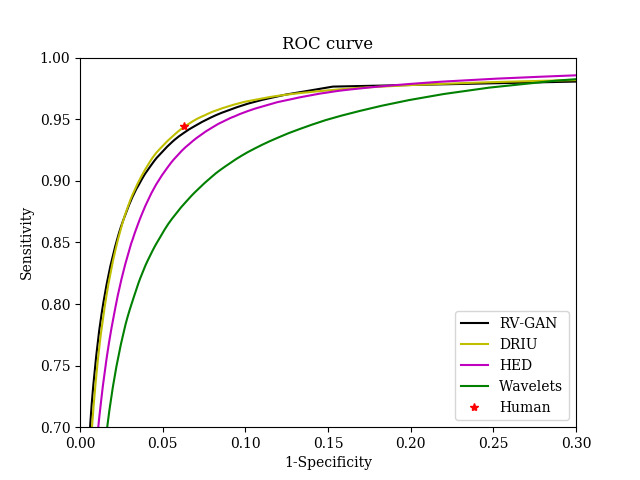 ROC curve
1.00
0.95
0.90
0.85
0.80
0.75
0.70
Sensitivity
RV-GAN
DRIU
HED
Wavelets
Human
0.00 0.05 0.10 0.15 0.20 0.25 0.30
1-Specificity